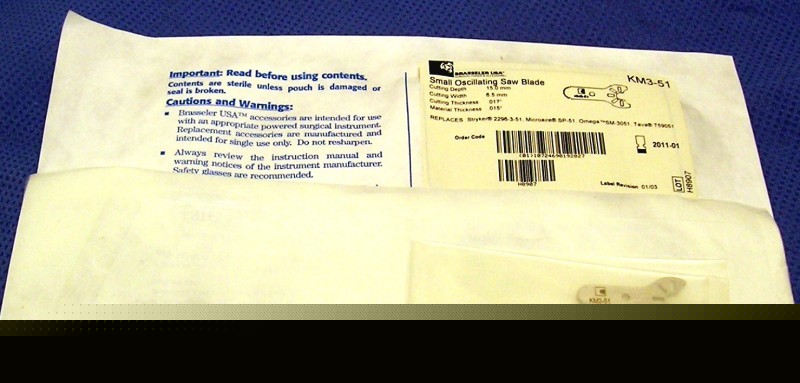 Important: Read before using contents.
Contents are sterile unless pouch is damaged or
seal is broken.
Cautions and Warnings:
▪ Brasseler USA™ accessories are intended for use
with an appropriate powered surgical instrument.
Replacement accessories are manufactured and
intended for single use only. Do not resharpen.
▪ Always review the instruction manual and
warning notices of the instrument manufacturer.
Safety glasses are recommended.
BRASSELER USA
Small Oscillating Saw Blade
KM3-51
Cutting Depth 15.0 mm
Cutting Width 8.5 mm
Cutting Thickness .017"
Material Thickness .015"
REPLACES Stryker® 2296-3-51, Microaire® SP-51, Omega™SM-3051, Tava® T59051
Order Code
(01)10724690192027
2011-01
H8907
Label Revision 01/03
LOT
H8907
KM3-51